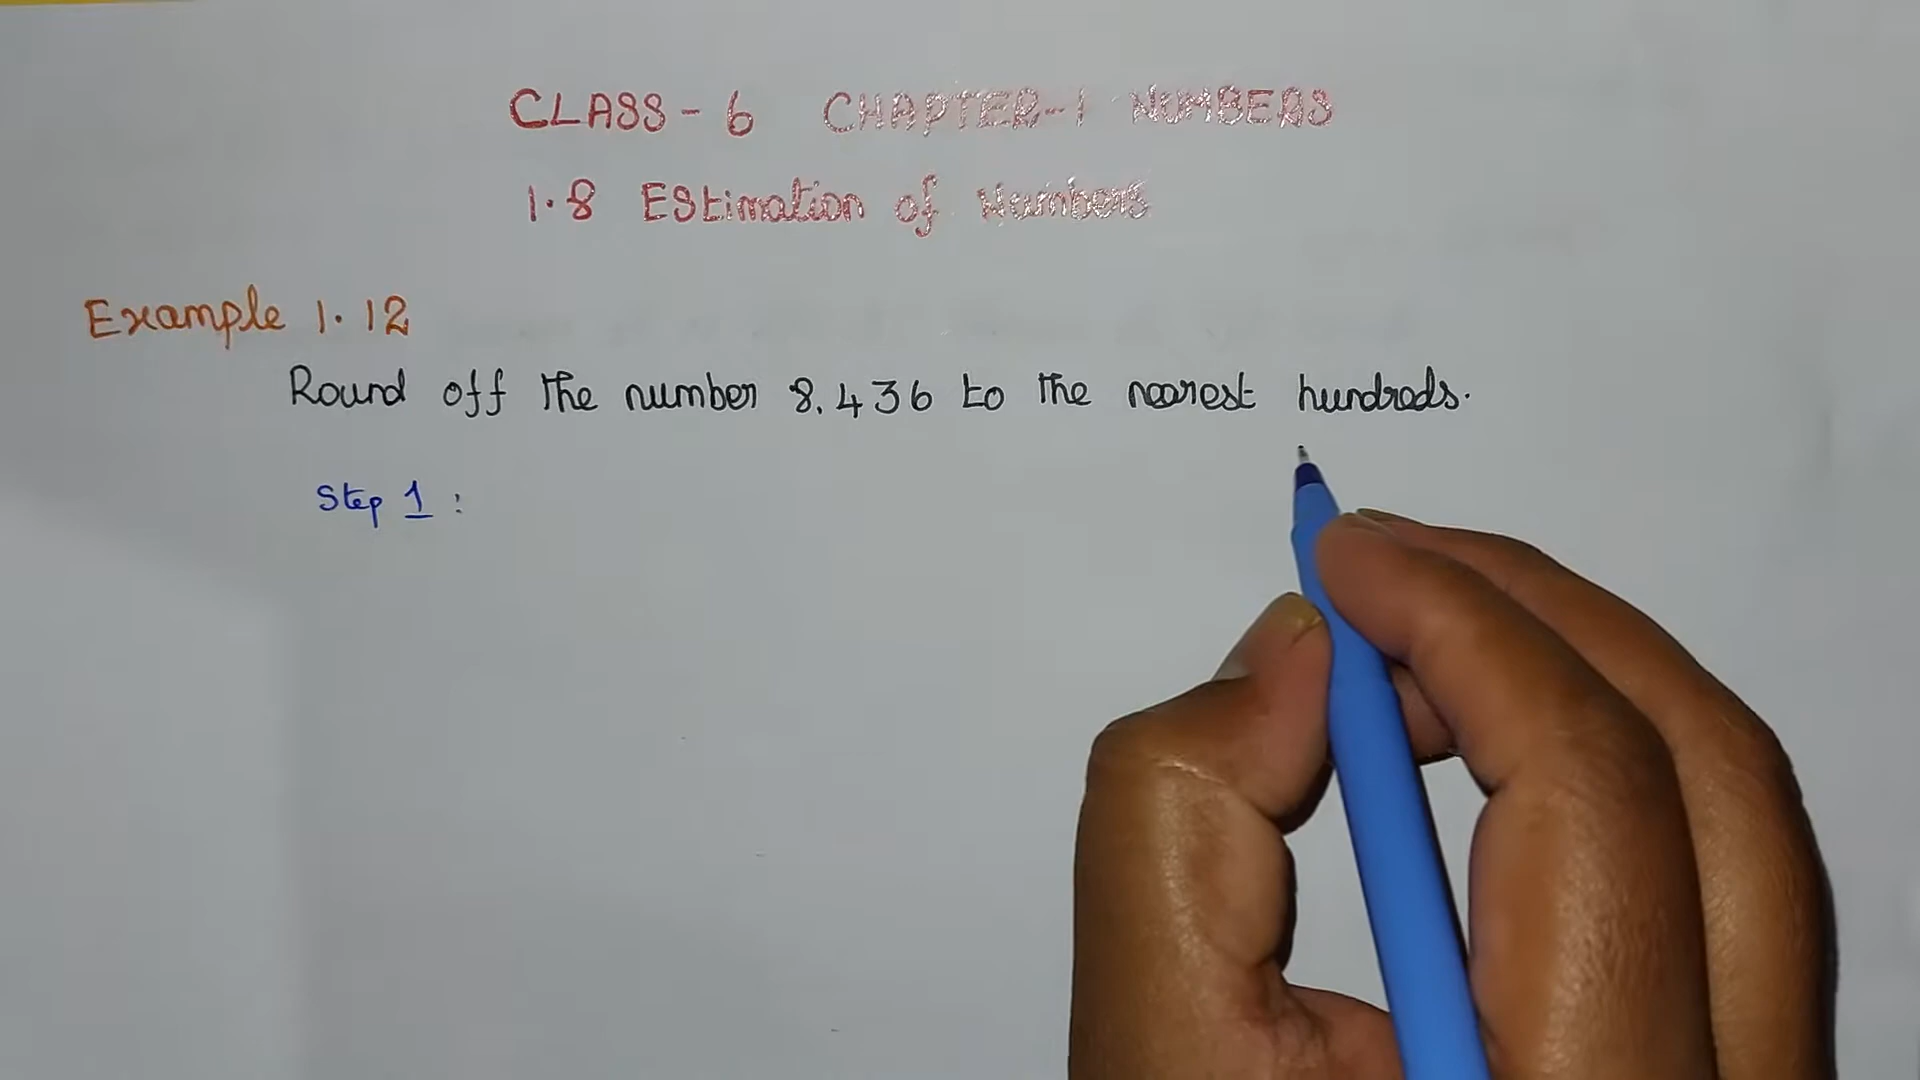 CLASS - 6 CHAPTER-1 NUMBERS
1.8 Estimation of Numbers
Example 1.12
Round off the number 8,436 to the nearest hundreds.
Step 1 :